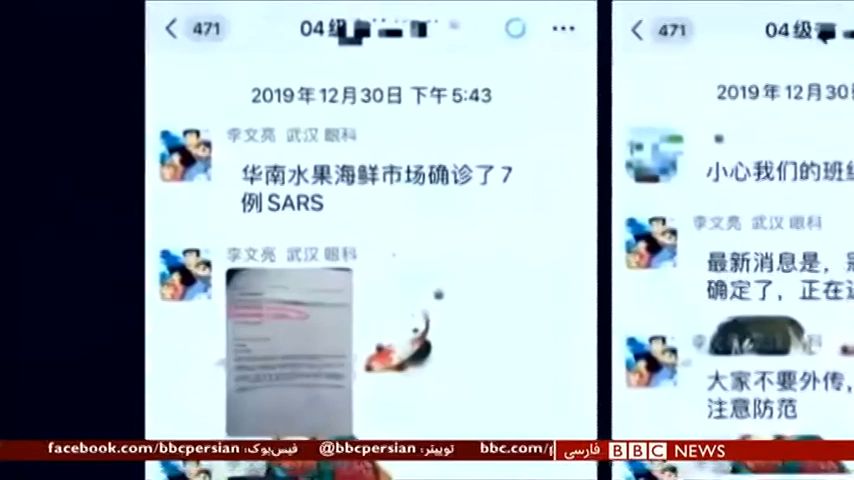 471
04级
2019年12月30日 下午5:43
李文亮 武汉 眼科
华南水果海鲜市场确诊了7
例SARS
李文亮 武汉 眼科
471
04级
2019年12月30
小心我们的班
李文亮 武汉 眼科
最新消息是，
确定了，正在
大家不要外传，
注意防范
facebook.com/bbcpersian :فیس‌بوک
@bbcpersian :توییتر
bbc.com/
فارسی BBC NEWS